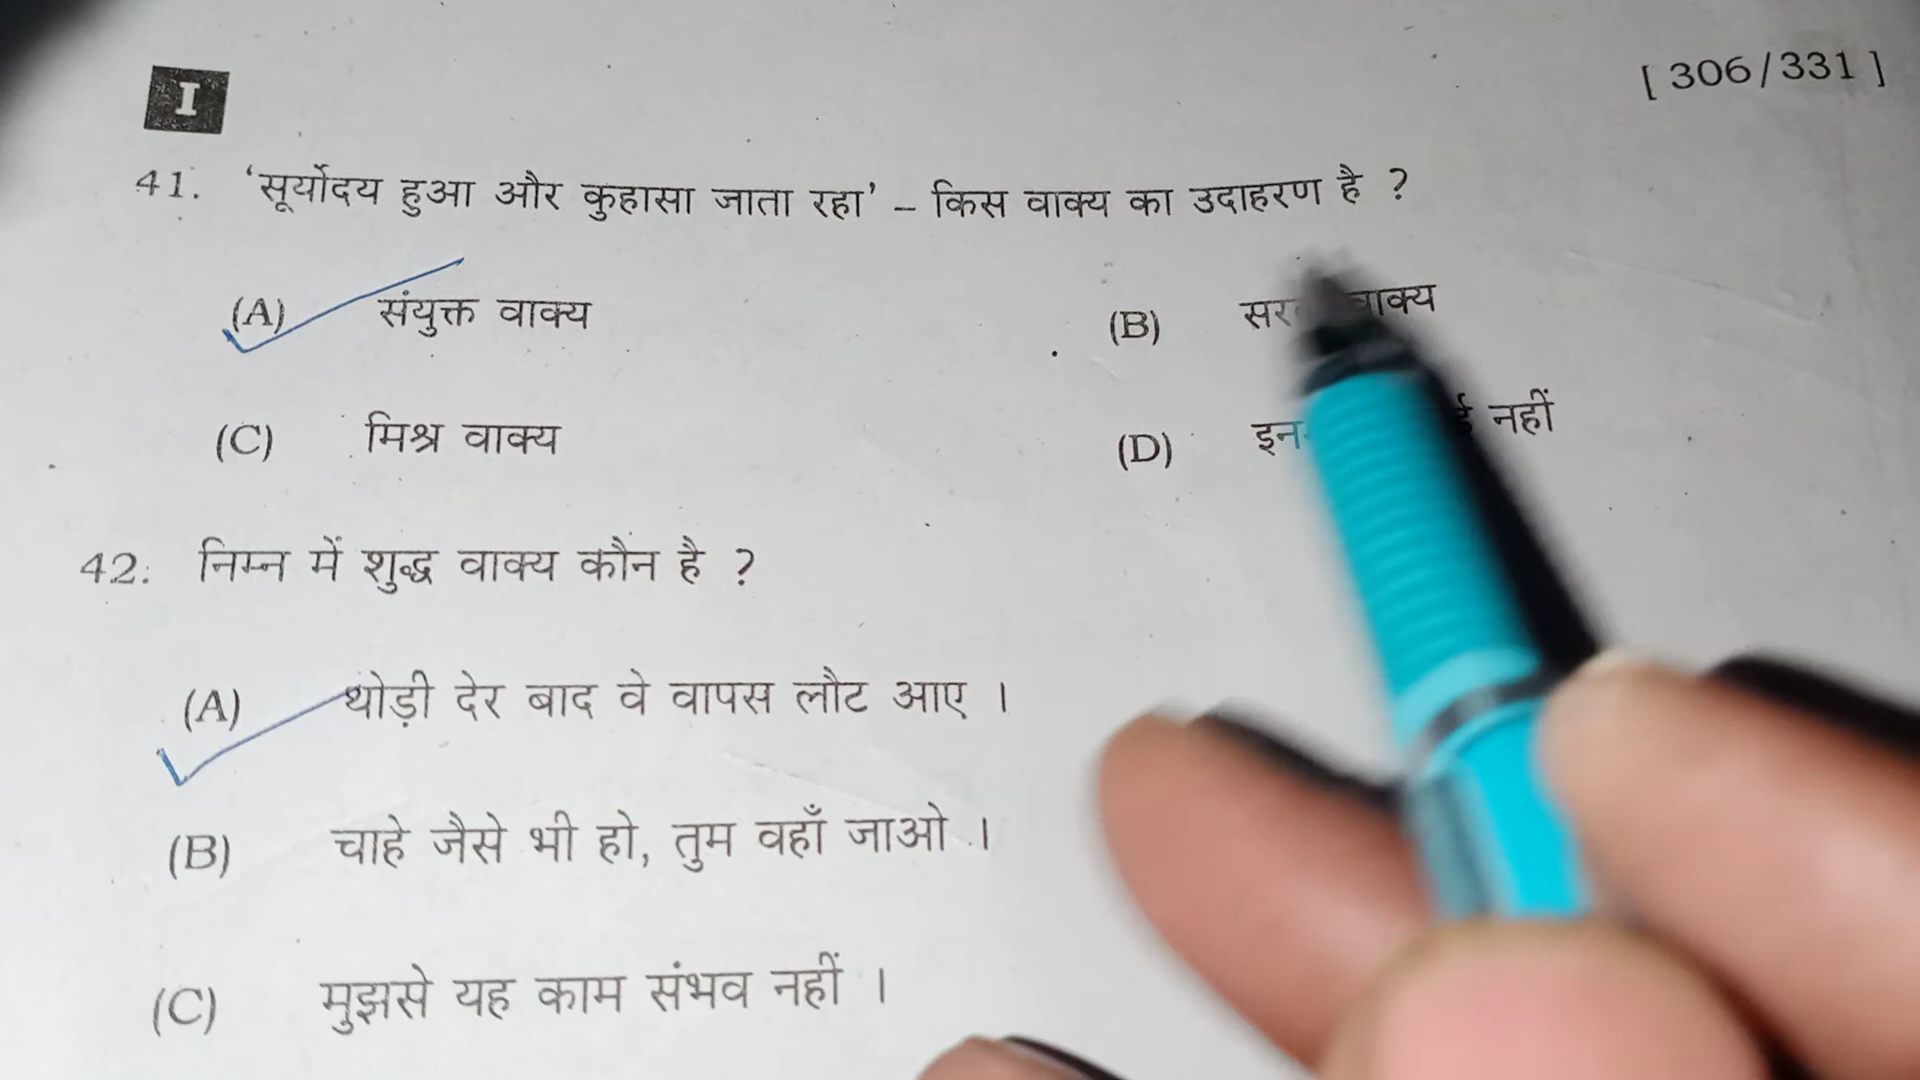 I
[ 306/331 ]
41. ‘सूर्योदय हुआ और कुहासा जाता रहा’ – किस वाक्य का उदाहरण है ?
(A) संयुक्त वाक्य
(B) वाक्य
(C) मिश्र वाक्य
(D) नहीं
42. निम्न में शुद्ध वाक्य कौन है ?
(A) थोड़ी देर बाद वे वापस लौट आए ।
(B) चाहे जैसे भी हो, तुम वहाँ जाओ ।
(C) मुझसे यह काम संभव नहीं ।